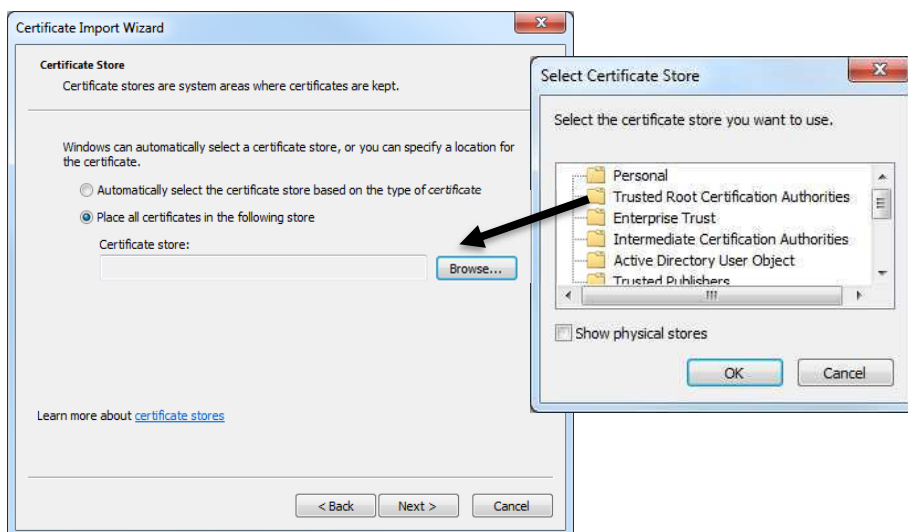 Certificate Import Wizard
Certificate Store
Certificate stores are system areas where certificates are kept.
Windows can automatically select a certificate store, or you can specify a location for
the certificate.
Automatically select the certificate store based on the type of certificate
Place all certificates in the following store
Certificate store:
Browse...
Learn more about certificate stores
< Back
Next >
Cancel
Select Certificate Store
Select the certificate store you want to use.
Personal
Trusted Root Certification Authorities
Enterprise Trust
Intermediate Certification Authorities
Active Directory User Object
Trusted Publishers
Show physical stores
OK
Cancel